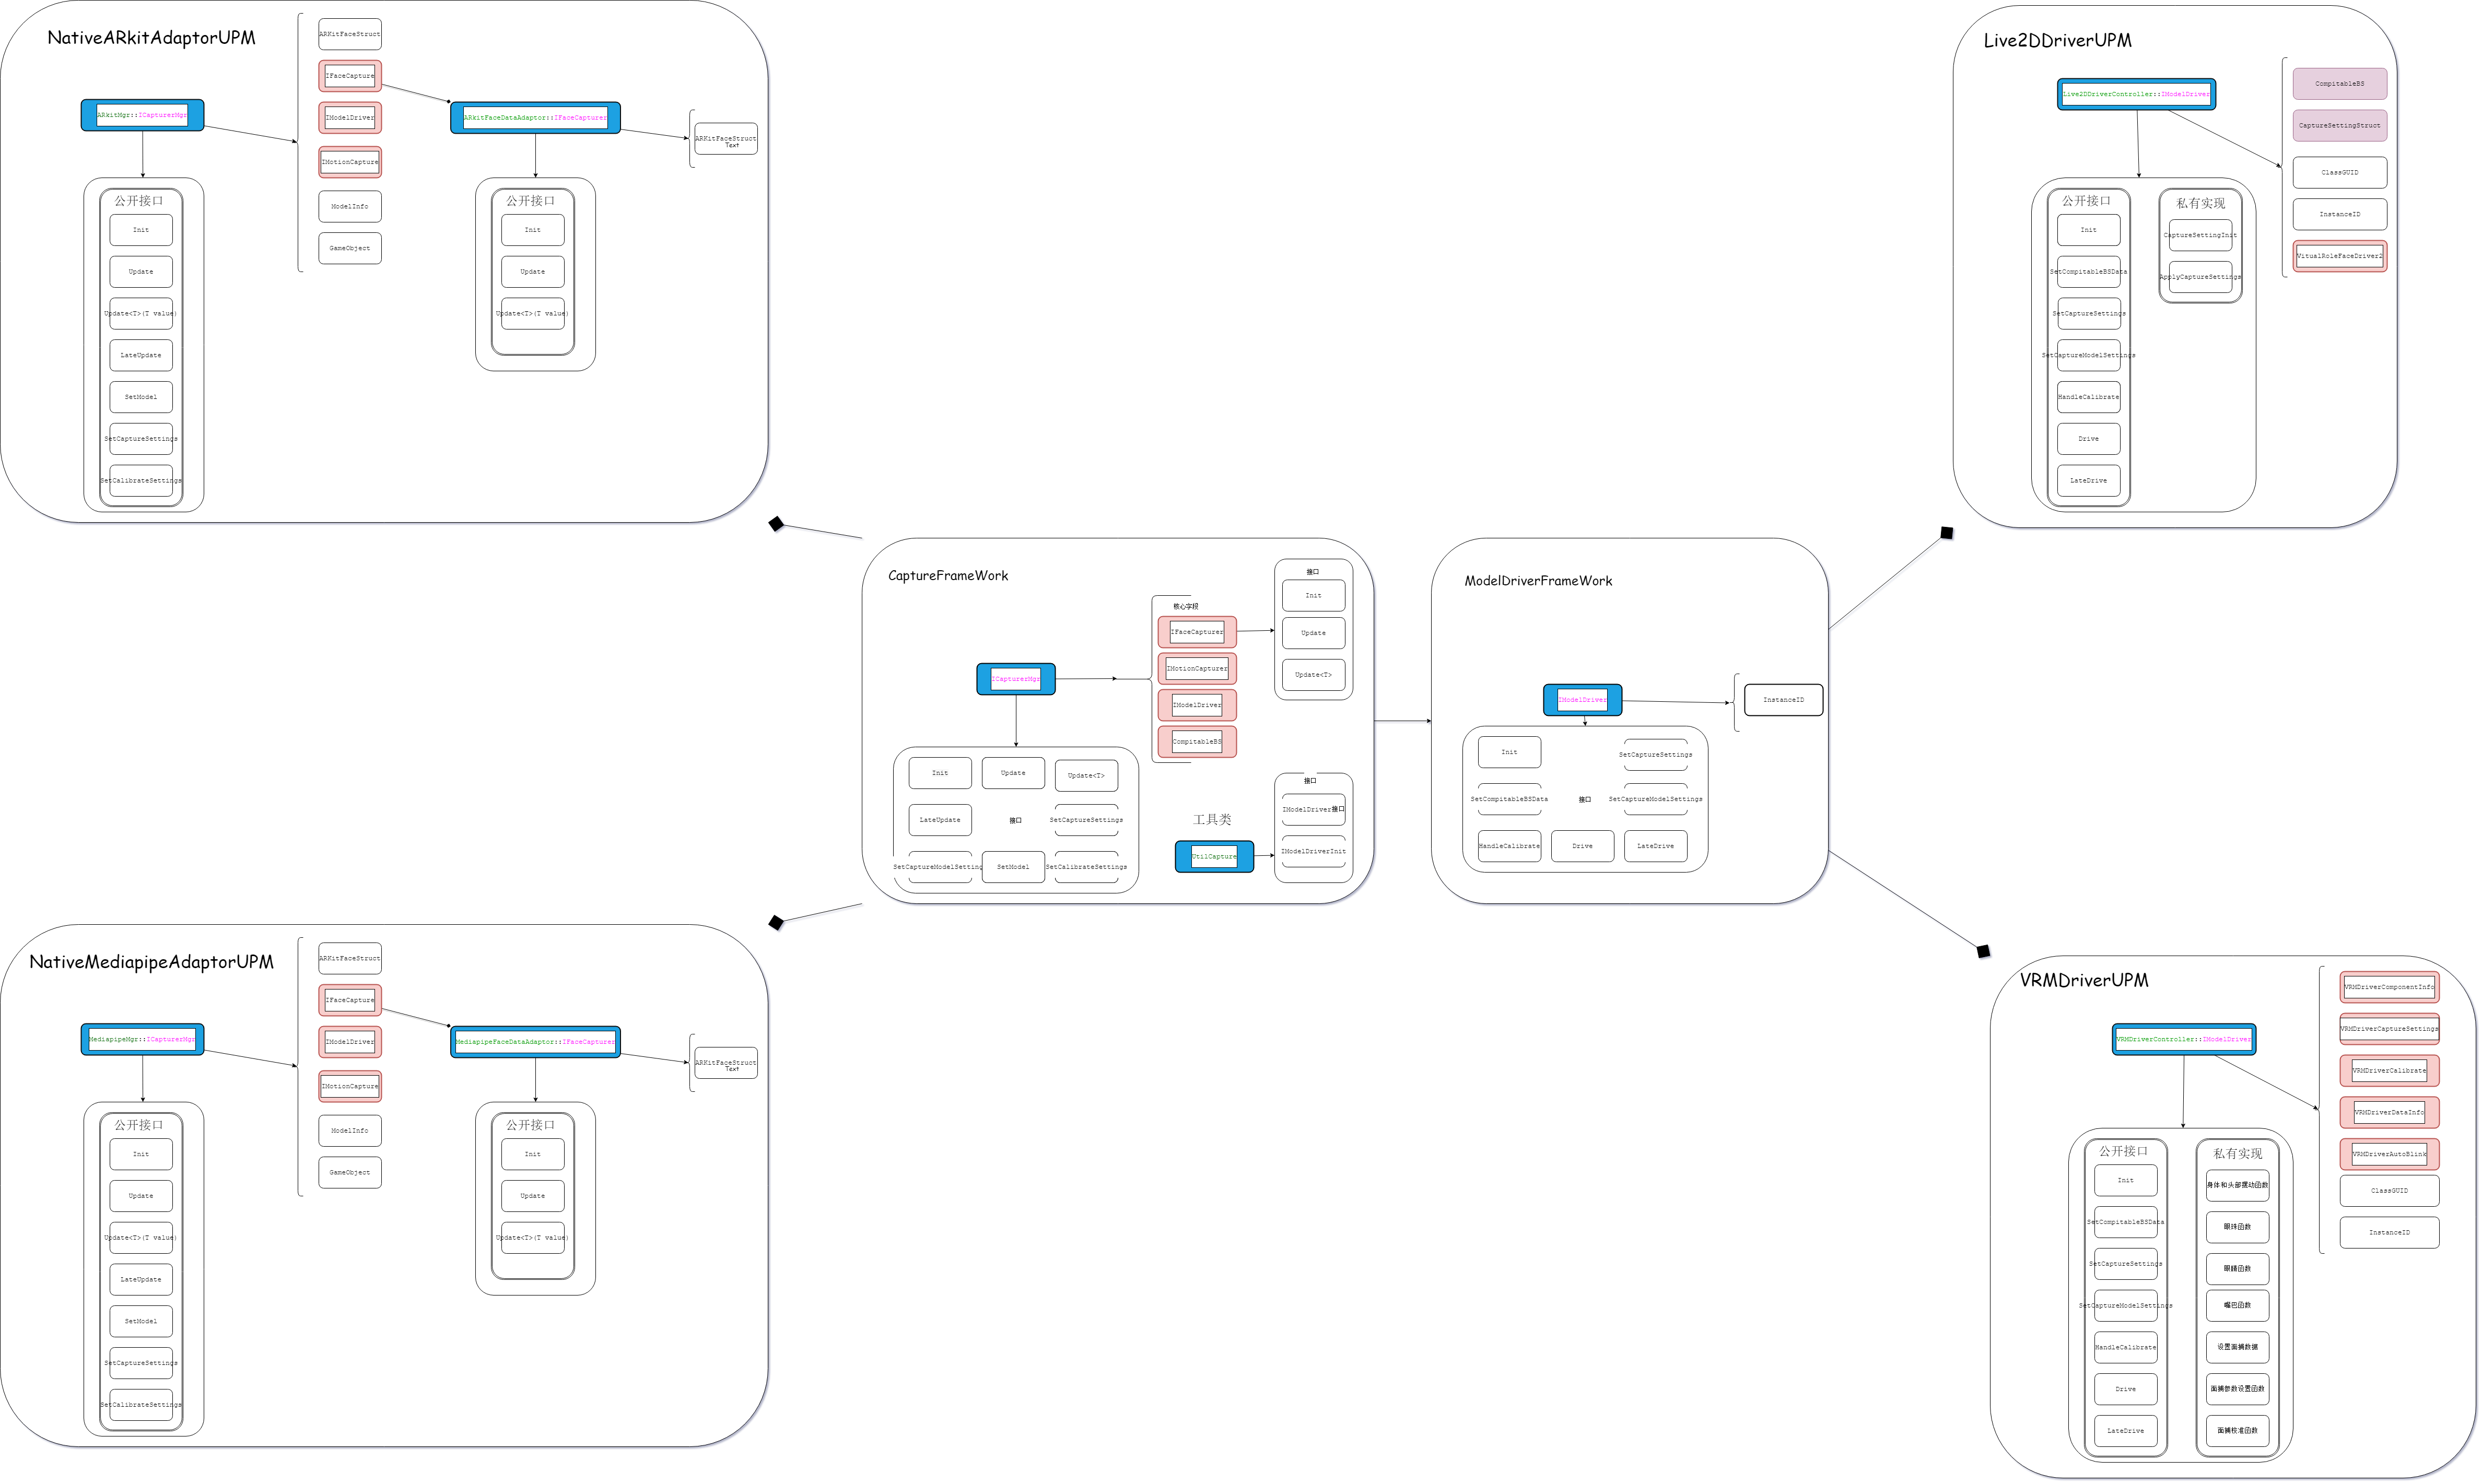 NativeARkitAdaptorUPM
ARkitMgr::ICapturerMgr
公开接口
Init
Update
Update<T>(T value)
LateUpdate
SetModel
SetCaptureSettings
SetCalibrateSettings
ARKitFaceStruct
IFaceCapture
IModelDriver
IMotionCapture
ModelInfo
GameObject
ARkitFaceDataAdaptor::IFaceCapturer
公开接口
Init
Update
Update<T>(T value)
ARKitFaceStruct
Text
Live2DDriverUPM
Live2DDriverController::IModelDriver
公开接口
Init
SetCompitableBSData
SetCaptureSettings
SetCaptureModelSettings
HandleCalibrate
Drive
LateDrive
私有实现
CaptureSettingInit
ApplyCaptureSettings
CompitableBS
CaptureSettingStruct
ClassGUID
InstanceID
VitualRoleFaceDriver2
CaptureFrameWork
ICapturerMgr
核心字段
IFaceCapturer
IMotionCapturer
IModelDriver
CompitableBS
接口
Init
Update
Update<T>
Init
Update
Update<T>
LateUpdate
接口
SetCaptureSettings
SetCaptureModelSetting
SetModel
SetCalibrateSettings
工具类
UtilCapture
接口
IModelDriver接口
IModelDriverInit
ModelDriverFrameWork
IModelDriver
InstanceID
Init
SetCaptureSettings
SetCompitableBSData
接口
SetCaptureModelSettings
HandleCalibrate
Drive
LateDrive
NativeMediapipeAdaptorUPM
MediapipeMgr::ICapturerMgr
公开接口
Init
Update
Update<T>(T value)
LateUpdate
SetModel
SetCaptureSettings
SetCalibrateSettings
ARKitFaceStruct
IFaceCapture
IModelDriver
IMotionCapture
ModelInfo
GameObject
MediapipeFaceDataAdaptor::IFaceCapturer
公开接口
Init
Update
Update<T>(T value)
ARKitFaceStruct
Text
VRMDriverUPM
VRMDriverController::IModelDriver
公开接口
Init
SetCompitableBSData
SetCaptureSettings
SetCaptureModelSettings
HandleCalibrate
Drive
LateDrive
私有实现
身体和头部摆动函数
眼珠函数
眼睛函数
嘴巴函数
设置面捕数据
面捕参数设置函数
面捕校准函数
VRMDriverComponentInfo
VRMDriverCaptureSettings
VRMDriverCalibrate
VRMDriverDataInfo
VRMDriverAutoBlink
ClassGUID
InstanceID